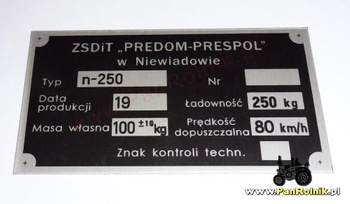 ZSDiT „PREDOM-PRESPOL"
w Niewiadowie
Typ n-250 Nr
Data produkcji 19 Ładowność 250 kg
Masa własna 100 ±10 kg Prędkość dopuszczalna 80 km/h
Znak kontroli techn.
www.PanRolnik.pl